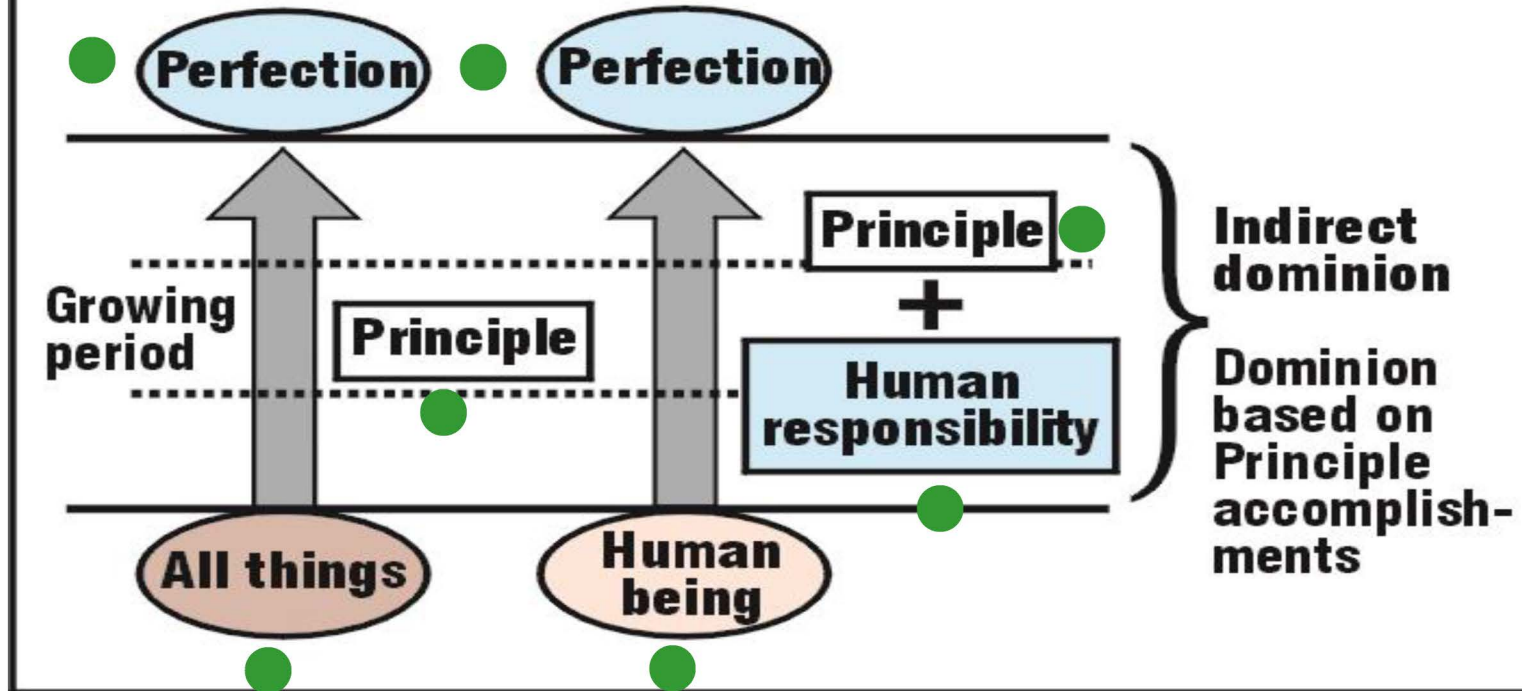 Perfection
Perfection
Principle
+
Human
responsibility
Growing
period
Principle
Indirect
dominion
Dominion
based on
Principle
accomplish-
ments
All things
Human
being